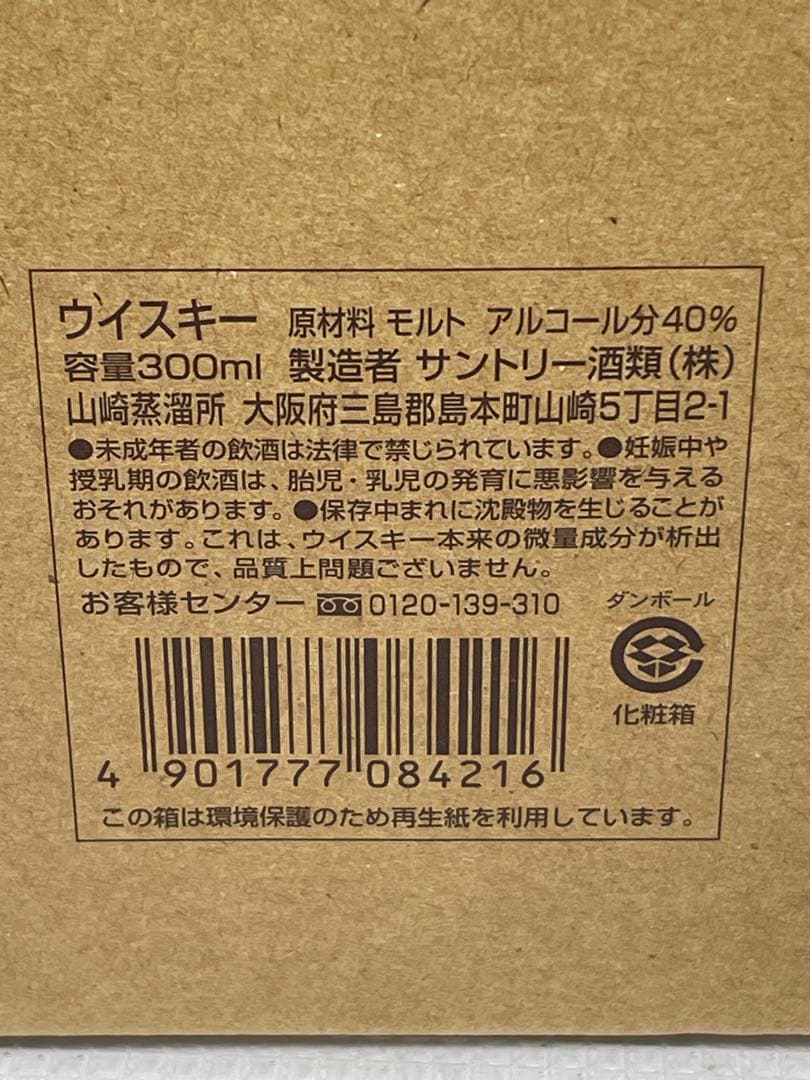 ウイスキー 原材料 モルト アルコール分40%
容量300ml 製造者 サントリー酒類(株)
山崎蒸溜所 大阪府三島郡島本町山崎5丁目2-1
●未成年者の飲酒は法律で禁じられています。●妊娠中や
授乳期の飲酒は、胎児・乳児の発育に悪影響を与える
おそれがあります。●保存中まれに沈殿物を生じることが
あります。これは、ウイスキー本来の微量成分が析出
したもので、品質上問題ございません。
お客様センター 0120-139-310
ダンボール
化粧箱
4 901777 084216
この箱は環境保護のため再生紙を利用しています。